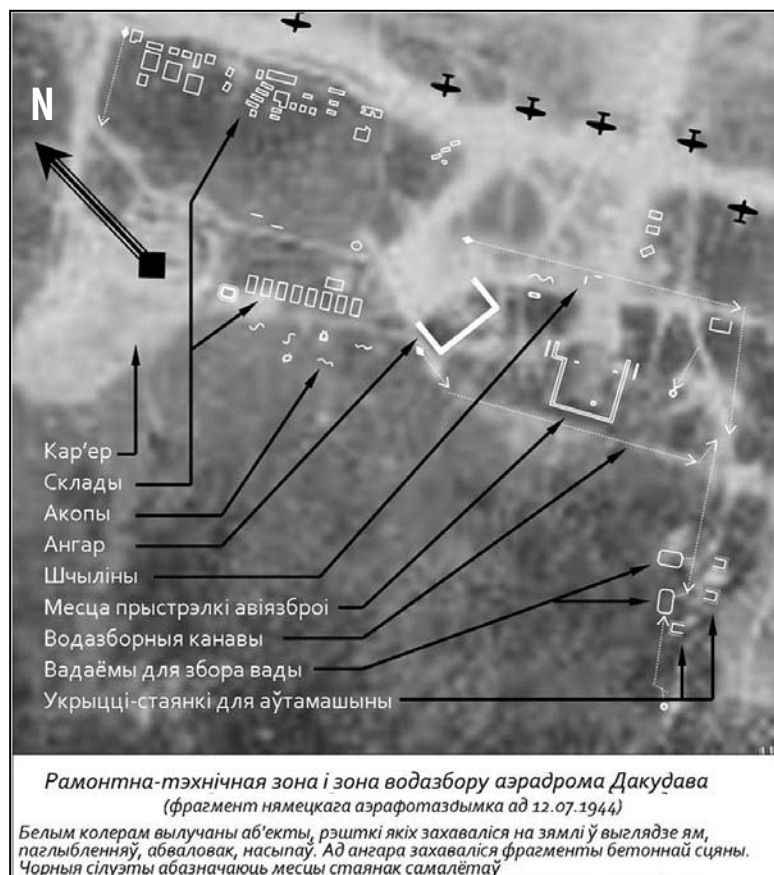 N
Кар'ер
Склады
Акопы
Ангар
Шчыліны
Месца прыстрэлкі авіязброі
Водазборныя канавы
Вадаёмы для збора вады
Укрыцці-стаянкі для аўтамашыны
Рамонтна-тэхнічная зона і зона водазбору аэрадрома Дакудава
(фрагмент нямецкага аэрафотаздымка ад 12.07.1944)
Белым колерам вылучаны аб'екты, рэшткі якіх захаваліся на зямлі ў выглядзе ям,
паглыбленняў, абваловак, насыпаў. Ад ангара захаваліся фрагменты бетоннай сцяны.
Чорныя сілуэты абазначаюць месцы стаянак самалётаў